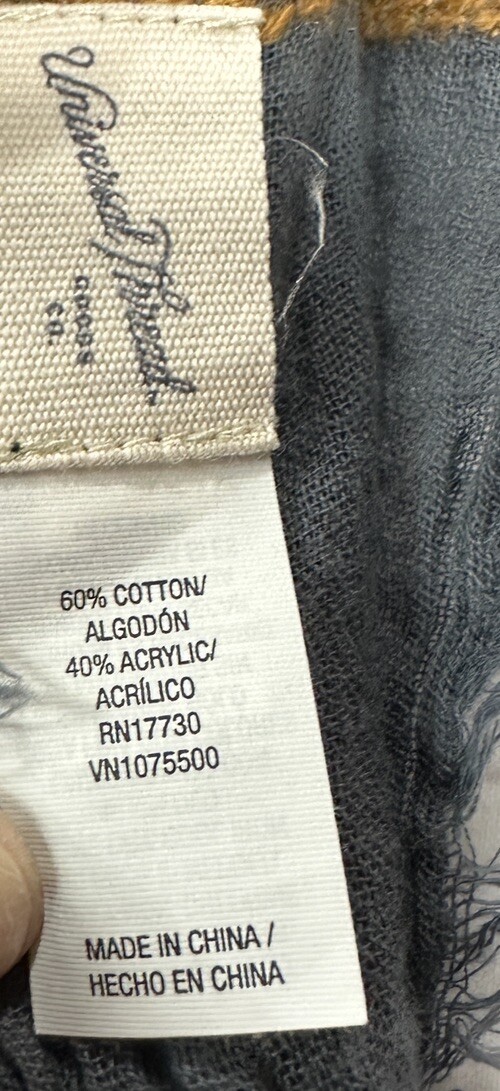 Universal Thread
GOODS
CO.
60% COTTON/
ALGODÓN
40% ACRYLIC/
ACRÍLICO
RN17730
VN1075500
MADE IN CHINA /
HECHO EN CHINA